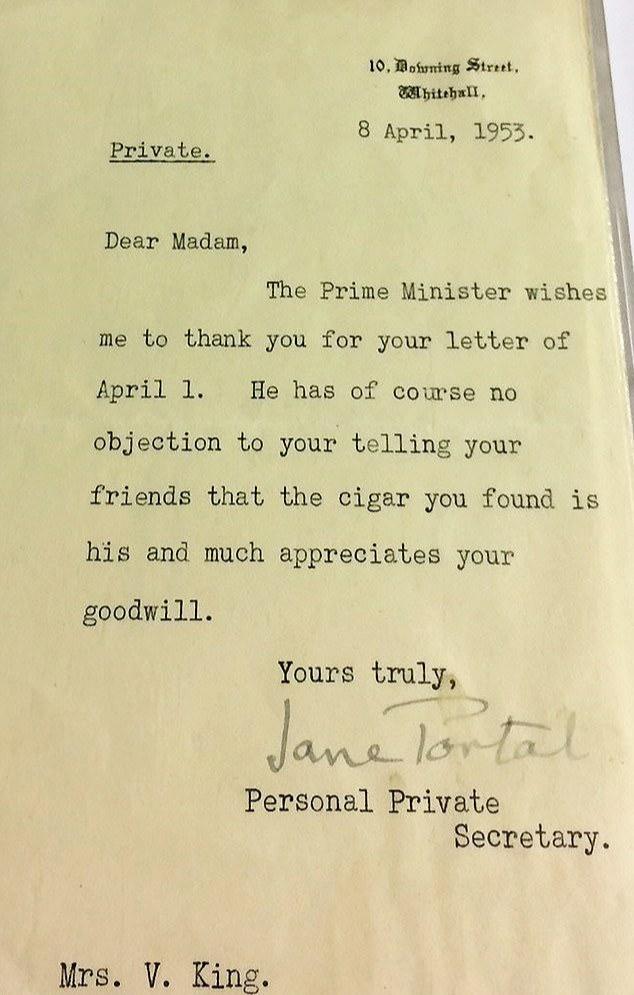 10, Downing Street,
Whitehall.
8 April, 1953.
Private.
Dear Madam,
The Prime Minister wishes
me to thank you for your letter of
April 1. He has of course no
objection to your telling your
friends that the cigar you found is
his and much appreciates your
goodwill.
Yours truly,
Jane Portal
Personal Private
Secretary.
Mrs. V. King.